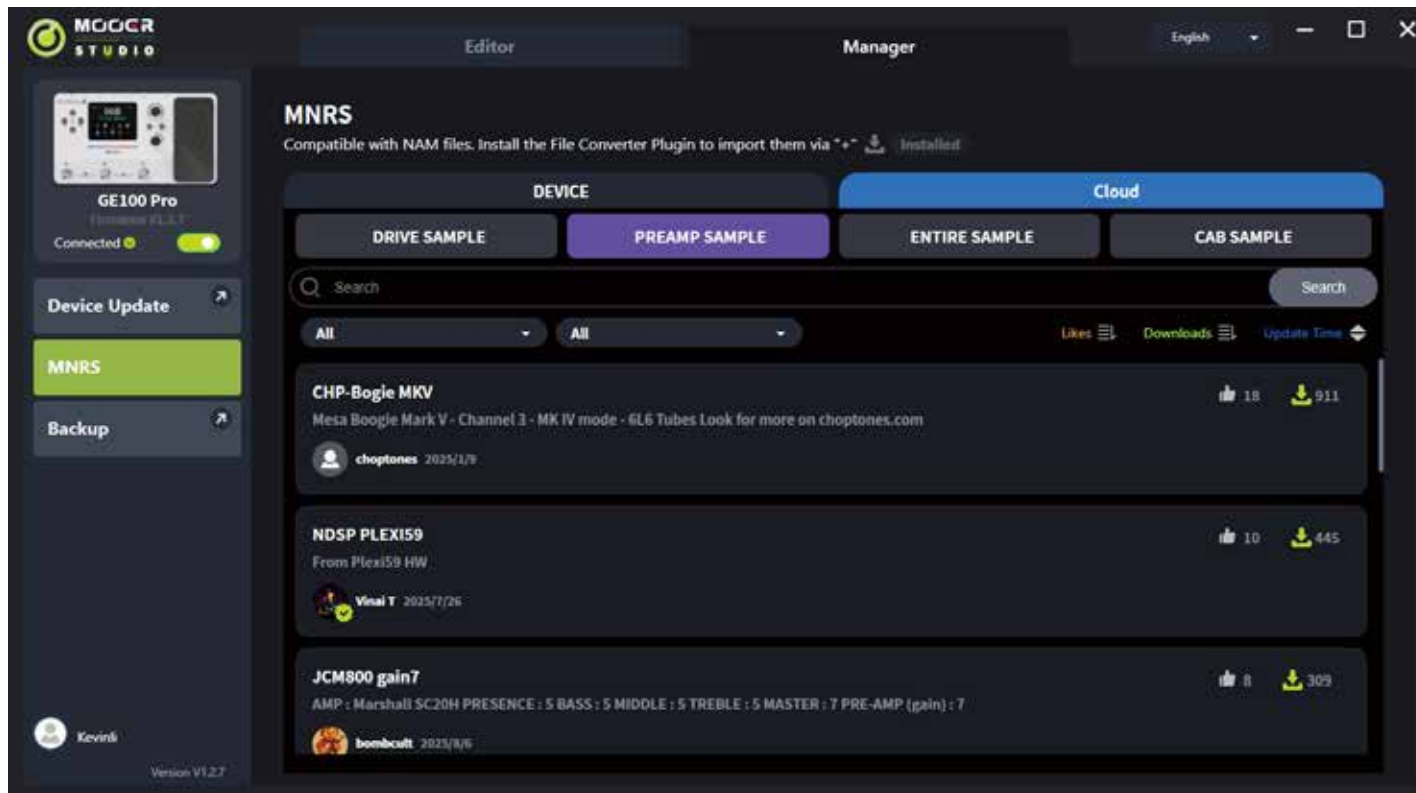 MOOER
STUDIO
Editor
Manager
English
GE100 Pro
Connected
Device Update
MNRS
Backup
Kevinli
Version V1.2.7
MNRS
Compatible with NAM files. Install the File Converter Plugin to import them via "+" Installed
DEVICE
Cloud
DRIVE SAMPLE
PREAMP SAMPLE
ENTIRE SAMPLE
CAB SAMPLE
Search
Search
All
All
Likes
Downloads
Update Time
CHP-Bogie MKV
18
911
Mesa Boogie Mark V - Channel 3 - MK IV mode - 6L6 Tubes Look for more on choptones.com
choptones 2025/1/9
NDSP PLEXI59
10
445
From Plexi59 HW
Vinai T 2025/7/26
JCM800 gain7
8
309
AMP : Marshall SC20H PRESENCE : 5 BASS : 5 MIDDLE : 5 TREBLE : 5 MASTER : 7 PRE-AMP (gain) : 7
bombcult 2025/8/6